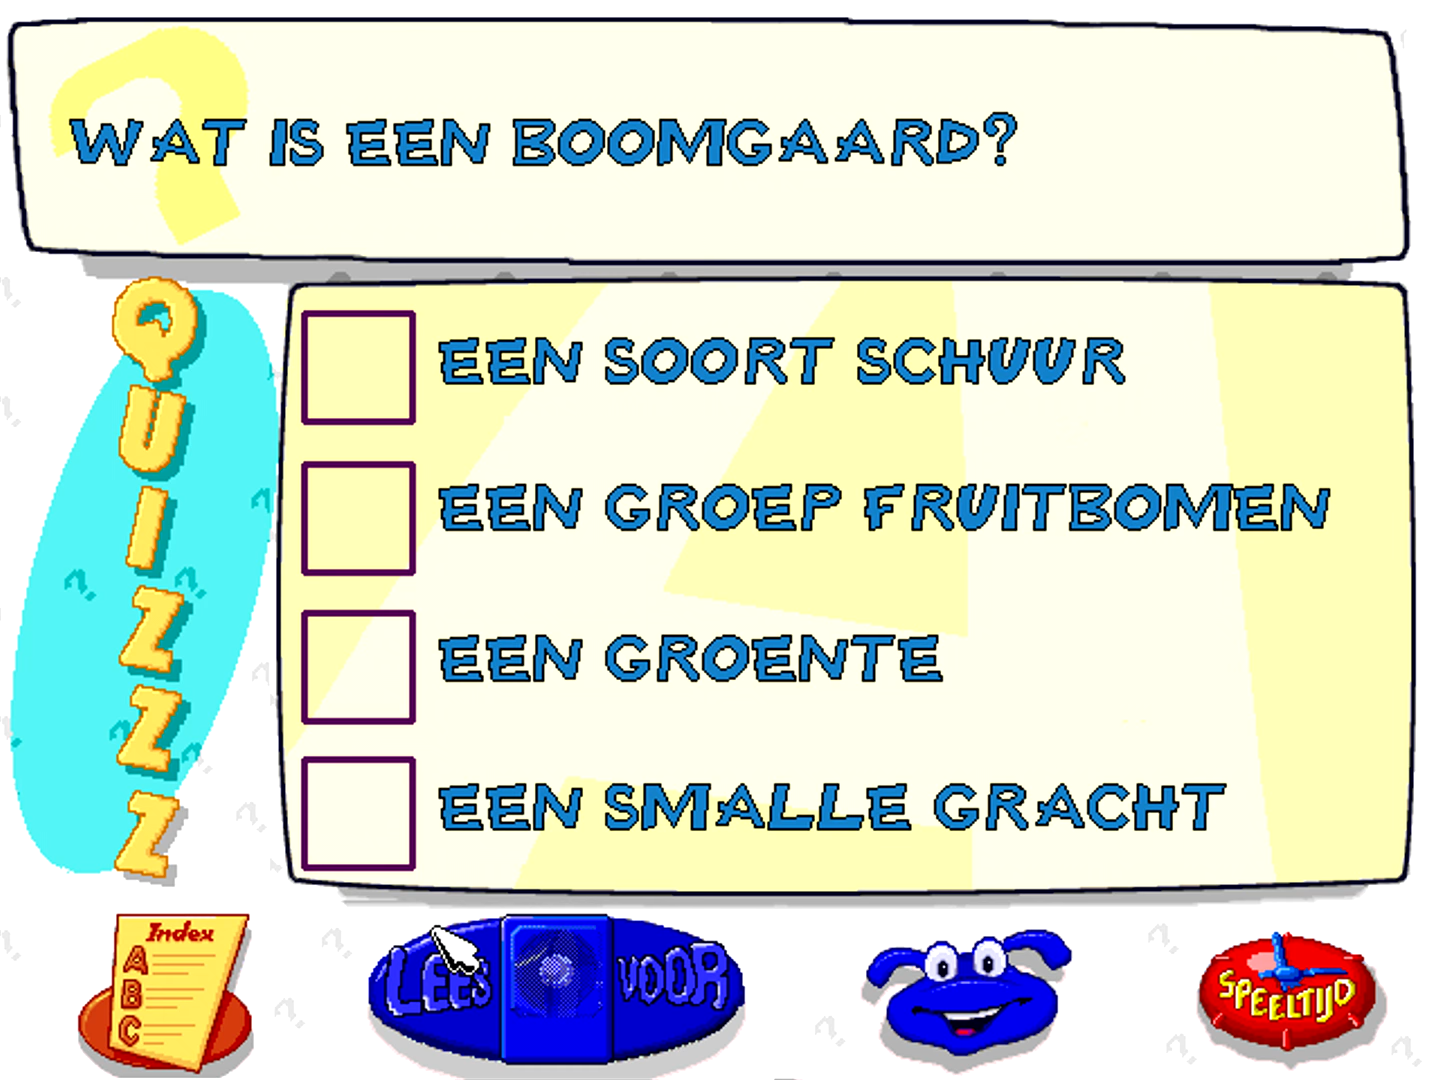 WAT IS EEN BOOMGAARD?
QUIZZZ
EEN SOORT SCHUUR
EEN GROEP FRUITBOMEN
EEN GROENTE
EEN SMALLE GRACHT
Index
A
B
C
LEES VOOR
SPEELTIJD